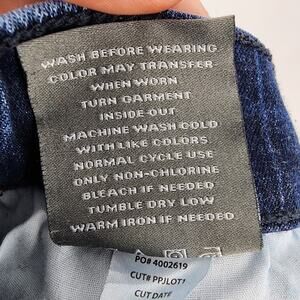 WASH BEFORE WEARING
COLOR MAY TRANSFER
WHEN WORN
TURN GARMENT
INSIDE-OUT
MACHINE WASH COLD
WITH LIKE COLORS
NORMAL CYCLE USE
ONLY NON-CHLORINE
BLEACH IF NEEDED
TUMBLE DRY LOW
WARM IRON IF NEEDED
PO# 4002619
CUT# PPJLOT1
CUT DATE